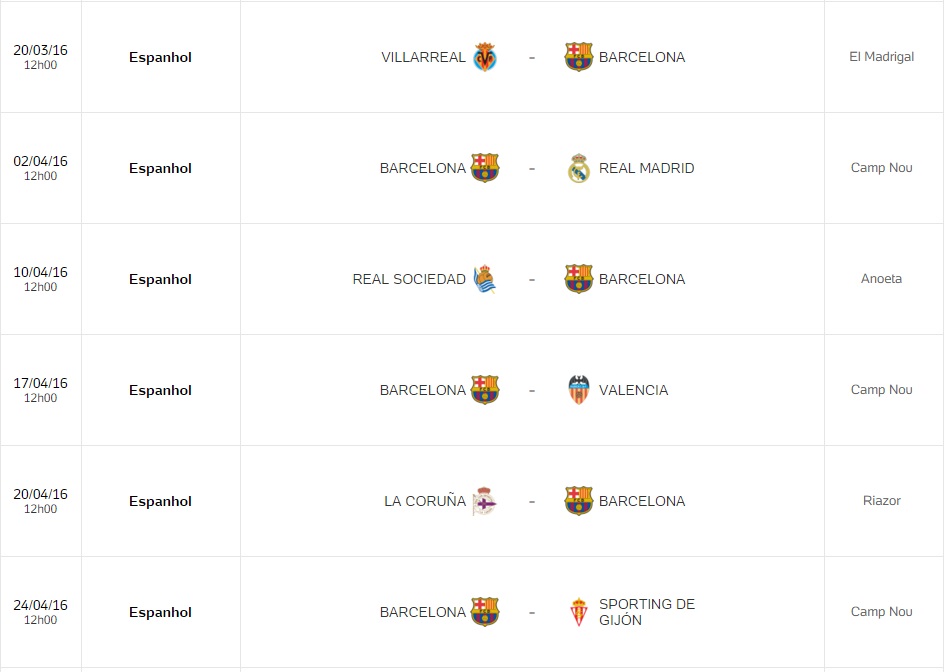 20/03/16
12h00
Espanhol
VILLARREAL - BARCELONA
El Madrigal
02/04/16
12h00
Espanhol
BARCELONA - REAL MADRID
Camp Nou
10/04/16
12h00
Espanhol
REAL SOCIEDAD - BARCELONA
Anoeta
17/04/16
12h00
Espanhol
BARCELONA - VALENCIA
Camp Nou
20/04/16
12h00
Espanhol
LA CORUÑA - BARCELONA
Riazor
24/04/16
12h00
Espanhol
BARCELONA - SPORTING DE
GIJÓN
Camp Nou